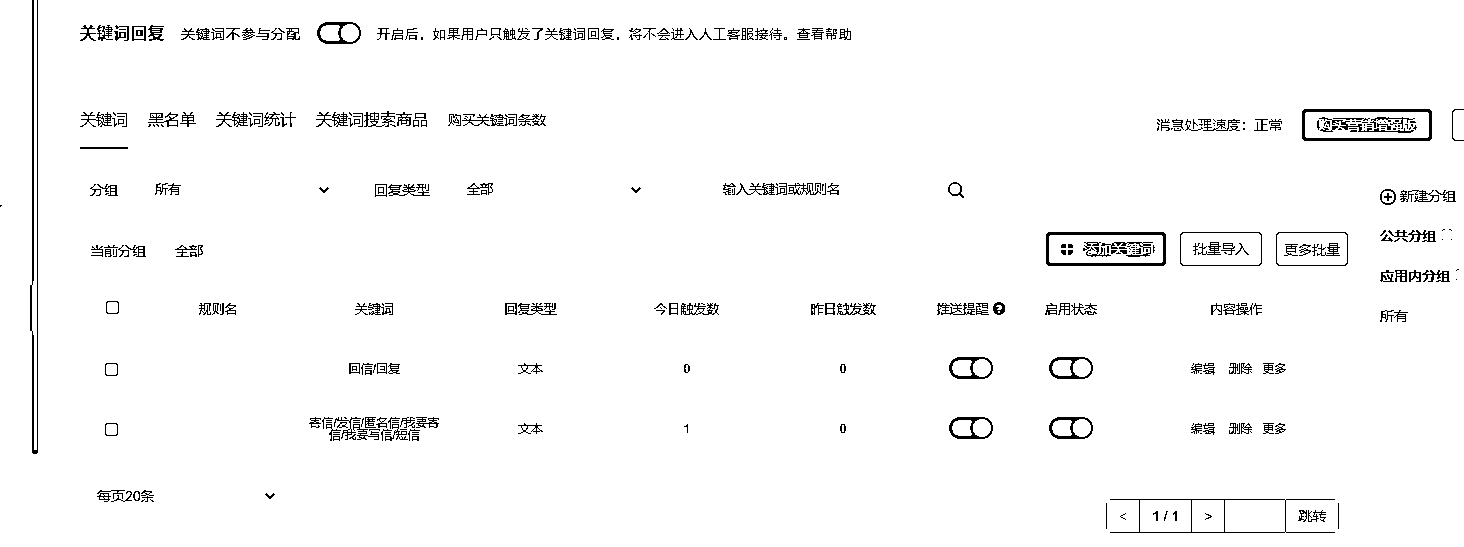 关键词回复 关键词不参与分配 开启后，如果用户只触发了关键词回复，将不会进入人工客服接待。查看帮助
关键词 黑名单 关键词统计 关键词搜索商品 购买关键词条数 消息处理速度：正常 购买营销增强版
分组 所有 回复类型 全部 输入关键词或规则名
新建分组
公共分组
当前分组 全部 添加关键词 批量导入 更多批量
应用内分组
所有
规则名 关键词 回复类型 今日触发数 昨日触发数 推送提醒 启用状态 内容操作
回信/回复 文本 0 0 编辑 删除 更多
寄信/发信/匿名信/我要寄
信/我要写信/短信 文本 1 0 编辑 删除 更多
每页20条 < 1 / 1 > 跳转